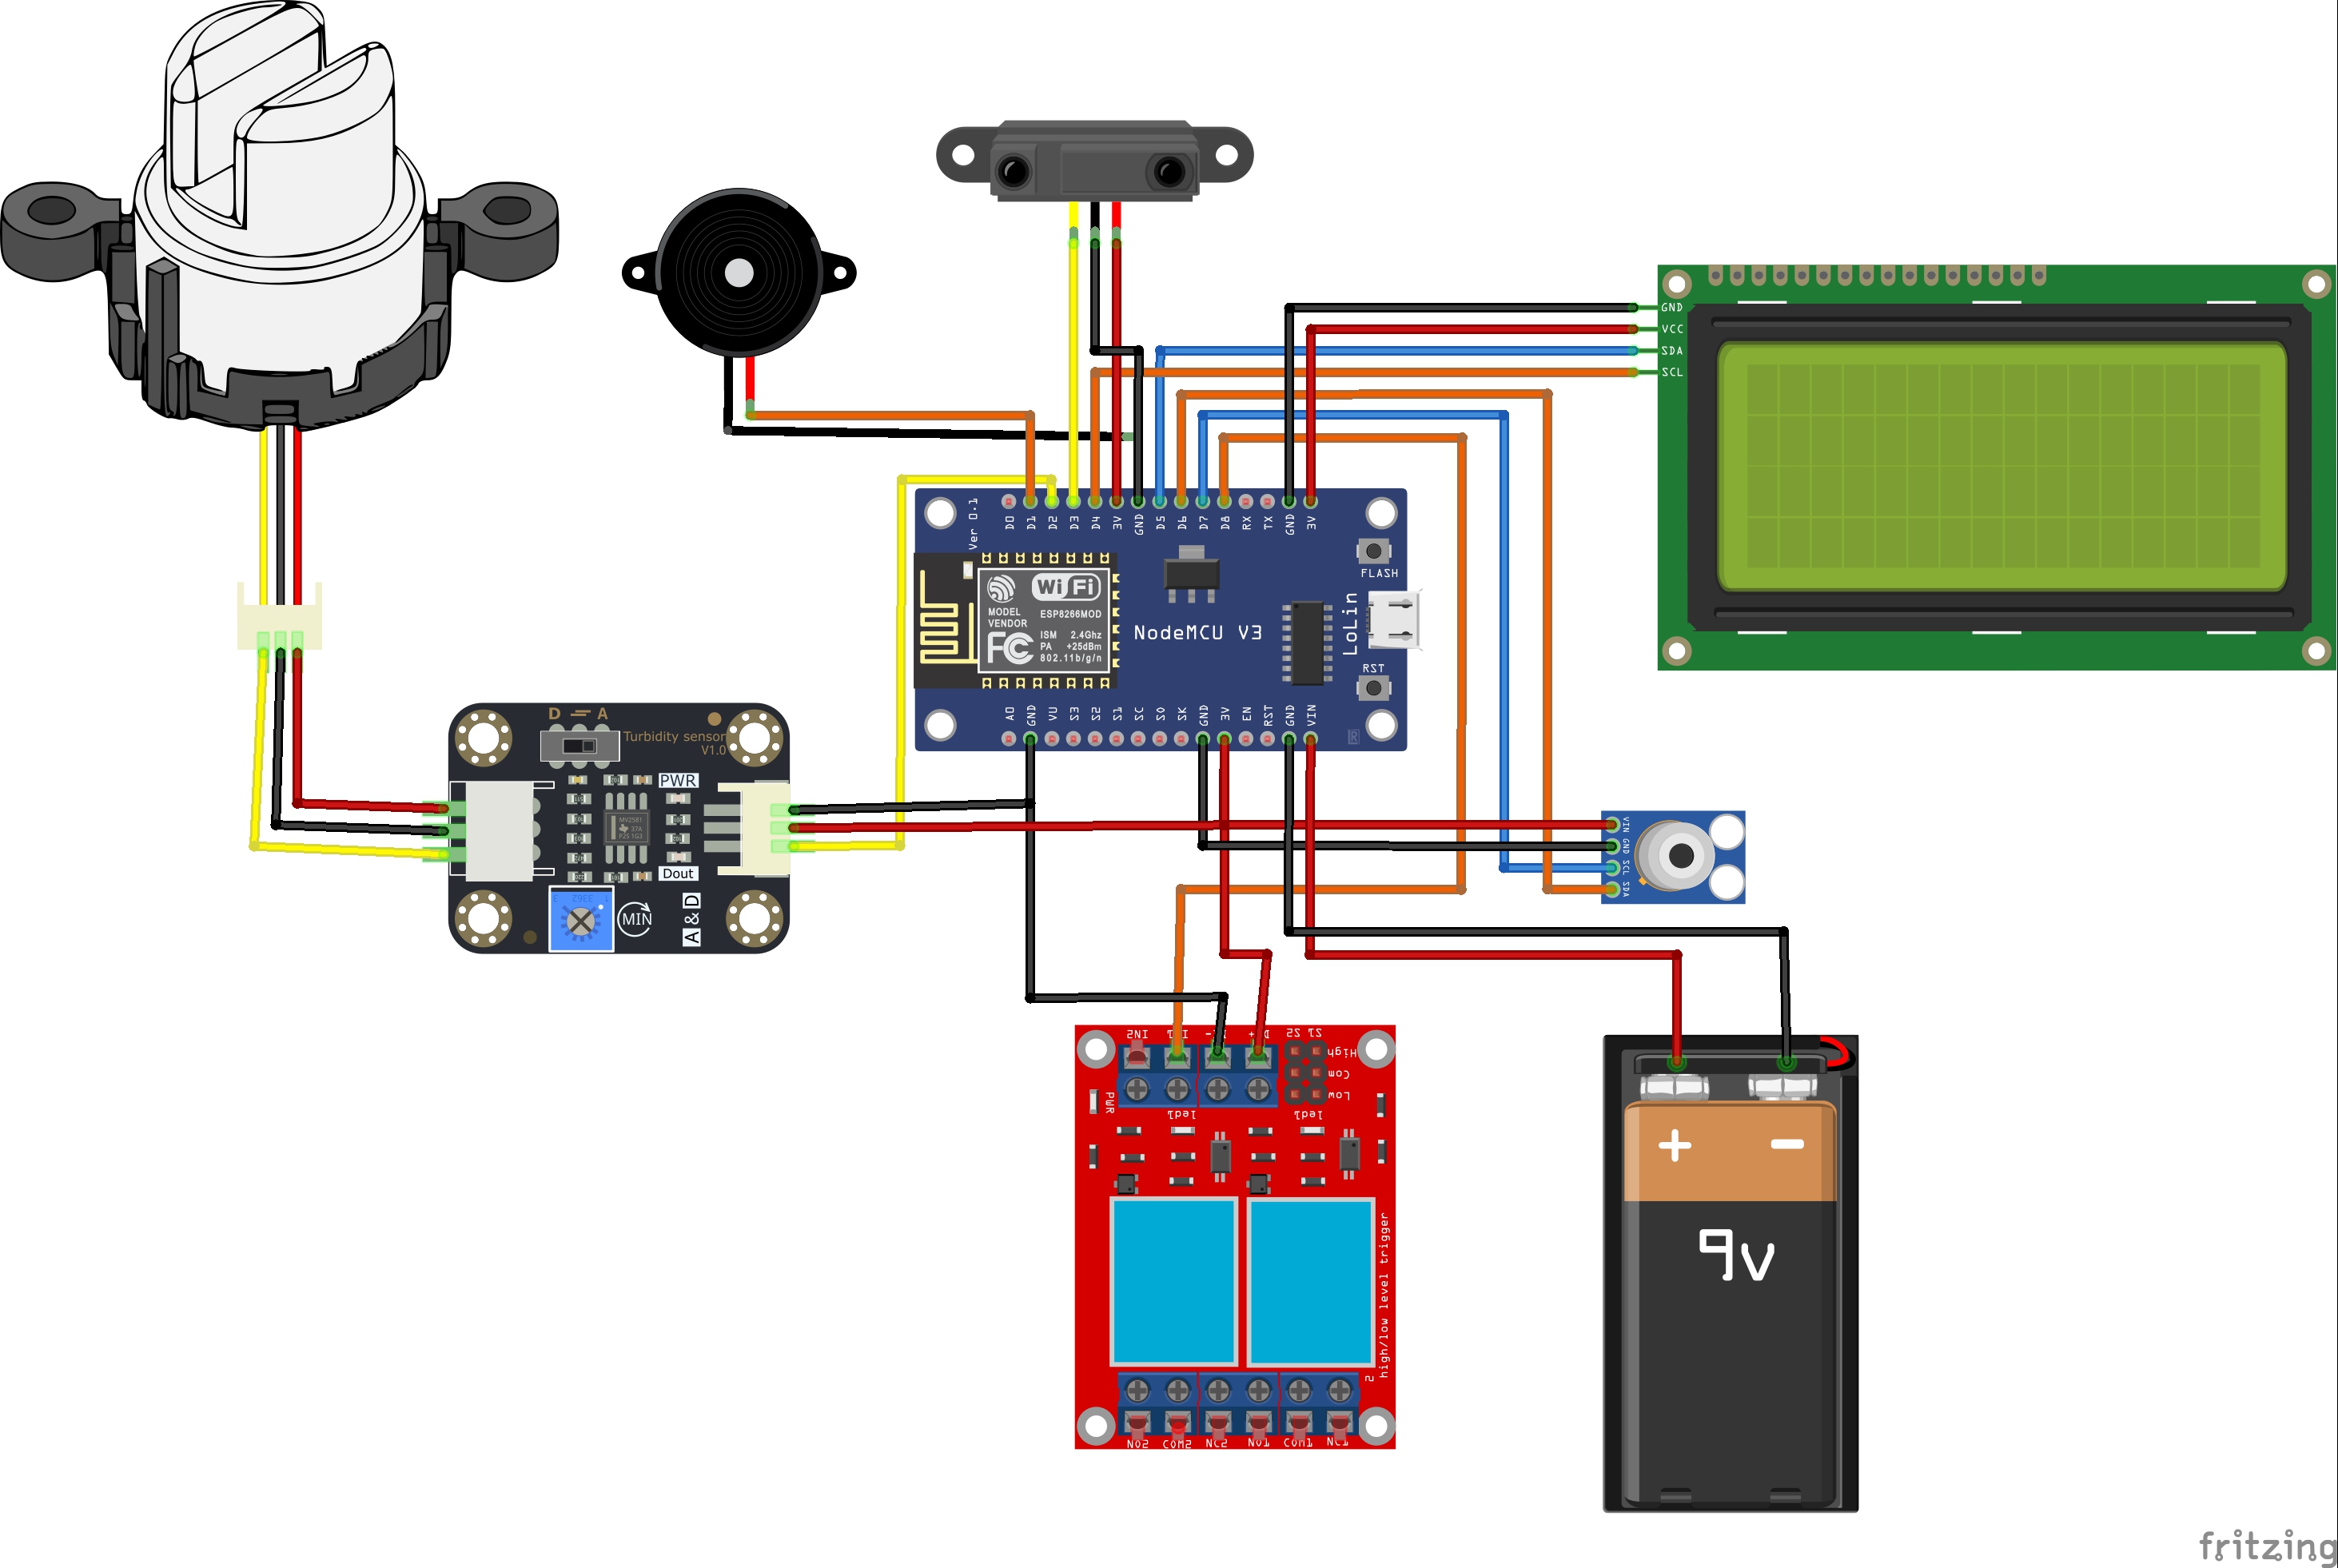 GND
VCC
SDA
SCL
Ver 0.1
D0 D1 D2 D3 D4 3V GND D5 D6 D7 D8 RX TX GND 3V
FLASH
WiFi
MODEL ESP8266MOD
VENDOR
ISM 2.4Ghz
PA +25dBm
802.11b/g/n
FC
NodeMCU V3
LoLin
RST
A0 GND VU S3 S2 S1 SC SO SK GND 3V EN RST GND VIN
D A
Turbidity sensor
V1.0
PWR
Dout
3362
MIN
A & D
VIN
GND
SCL
SDA
IN2
S2 S1
High
Com
Low
PWR
led1
led1
high/low level trigger
2
NO2 COM2 NC2 NO1 COM1 NC1
+ -
9v
fritzing